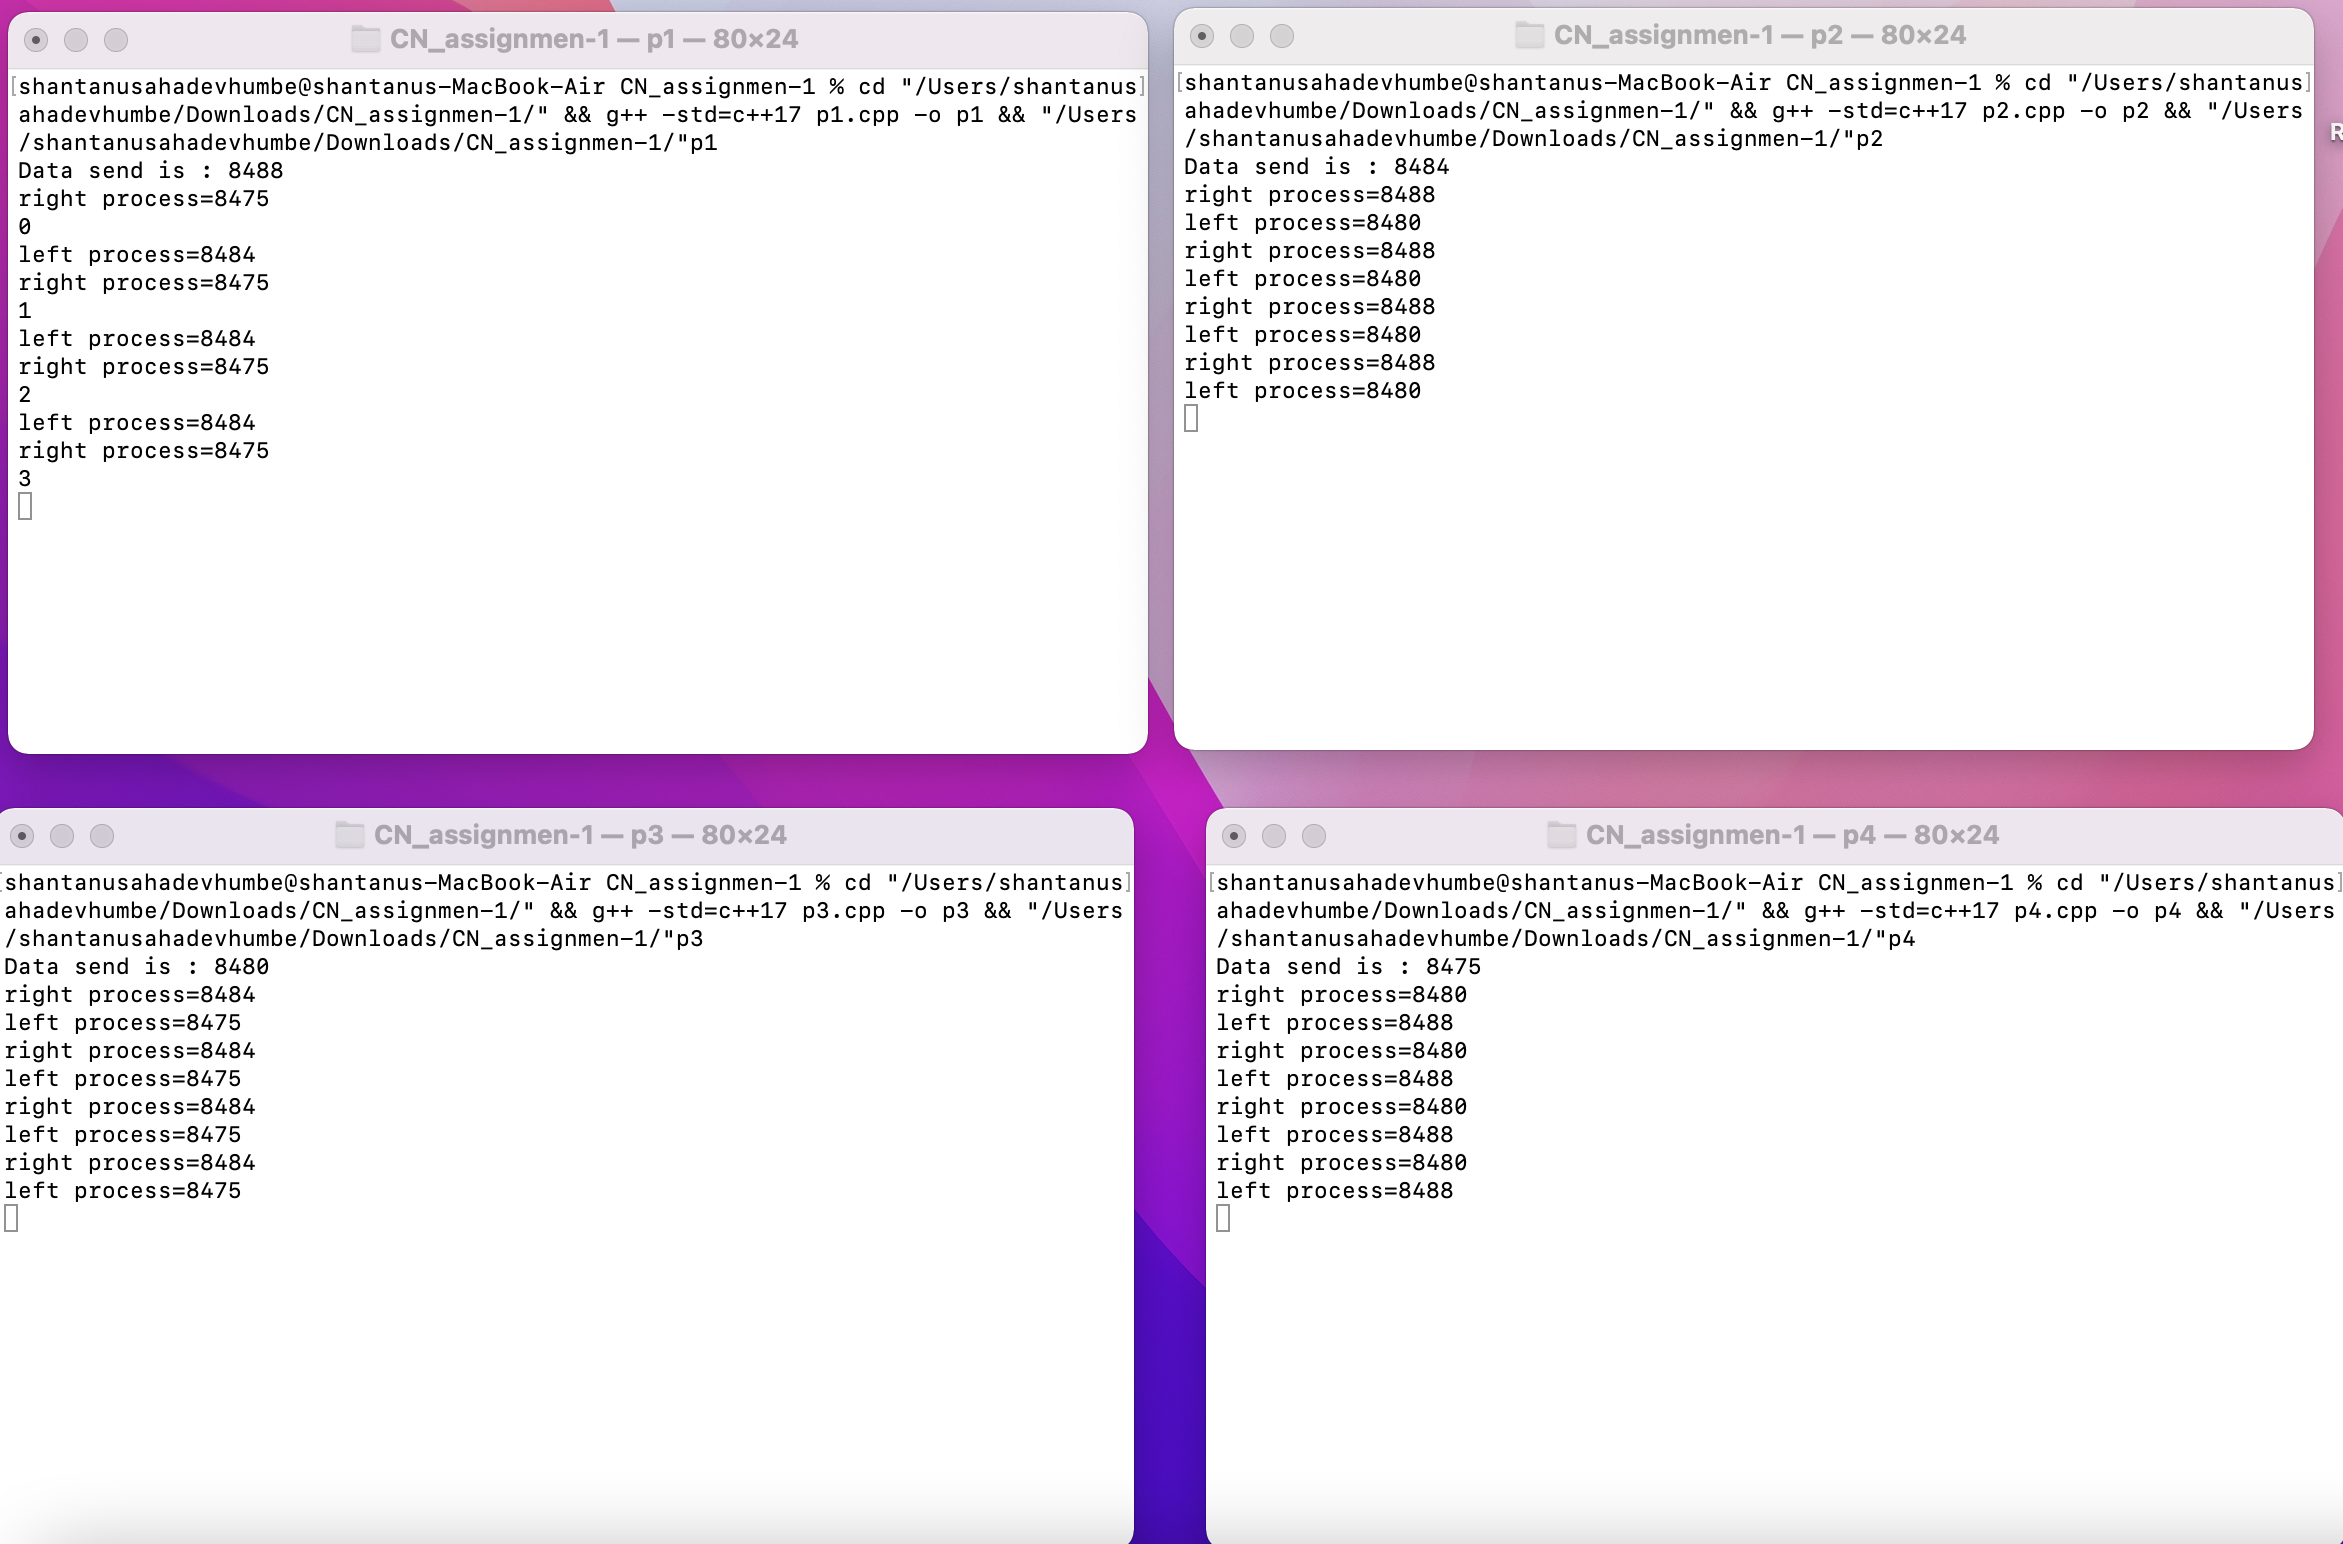 CN_assignmen-1 — p1 — 80×24
[shantanusahadevhumbe@shantanus-MacBook-Air CN_assignmen-1 % cd "/Users/shantanus]
ahadevhumbe/Downloads/CN_assignmen-1/" && g++ -std=c++17 p1.cpp -o p1 && "/Users
/shantanusahadevhumbe/Downloads/CN_assignmen-1/"p1
Data send is : 8488
right process=8475
0
left process=8484
right process=8475
1
left process=8484
right process=8475
2
left process=8484
right process=8475
3
CN_assignmen-1 — p2 — 80×24
[shantanusahadevhumbe@shantanus-MacBook-Air CN_assignmen-1 % cd "/Users/shantanus]
ahadevhumbe/Downloads/CN_assignmen-1/" && g++ -std=c++17 p2.cpp -o p2 && "/Users
/shantanusahadevhumbe/Downloads/CN_assignmen-1/"p2
Data send is : 8484
right process=8488
left process=8480
right process=8488
left process=8480
right process=8488
left process=8480
right process=8488
left process=8480
R
CN_assignmen-1 — p3 — 80×24
[shantanusahadevhumbe@shantanus-MacBook-Air CN_assignmen-1 % cd "/Users/shantanus]
ahadevhumbe/Downloads/CN_assignmen-1/" && g++ -std=c++17 p3.cpp -o p3 && "/Users
/shantanusahadevhumbe/Downloads/CN_assignmen-1/"p3
Data send is : 8480
right process=8484
left process=8475
right process=8484
left process=8475
right process=8484
left process=8475
right process=8484
left process=8475
CN_assignmen-1 — p4 — 80×24
[shantanusahadevhumbe@shantanus-MacBook-Air CN_assignmen-1 % cd "/Users/shantanus]
ahadevhumbe/Downloads/CN_assignmen-1/" && g++ -std=c++17 p4.cpp -o p4 && "/Users
/shantanusahadevhumbe/Downloads/CN_assignmen-1/"p4
Data send is : 8475
right process=8480
left process=8488
right process=8480
left process=8488
right process=8480
left process=8488
right process=8480
left process=8488